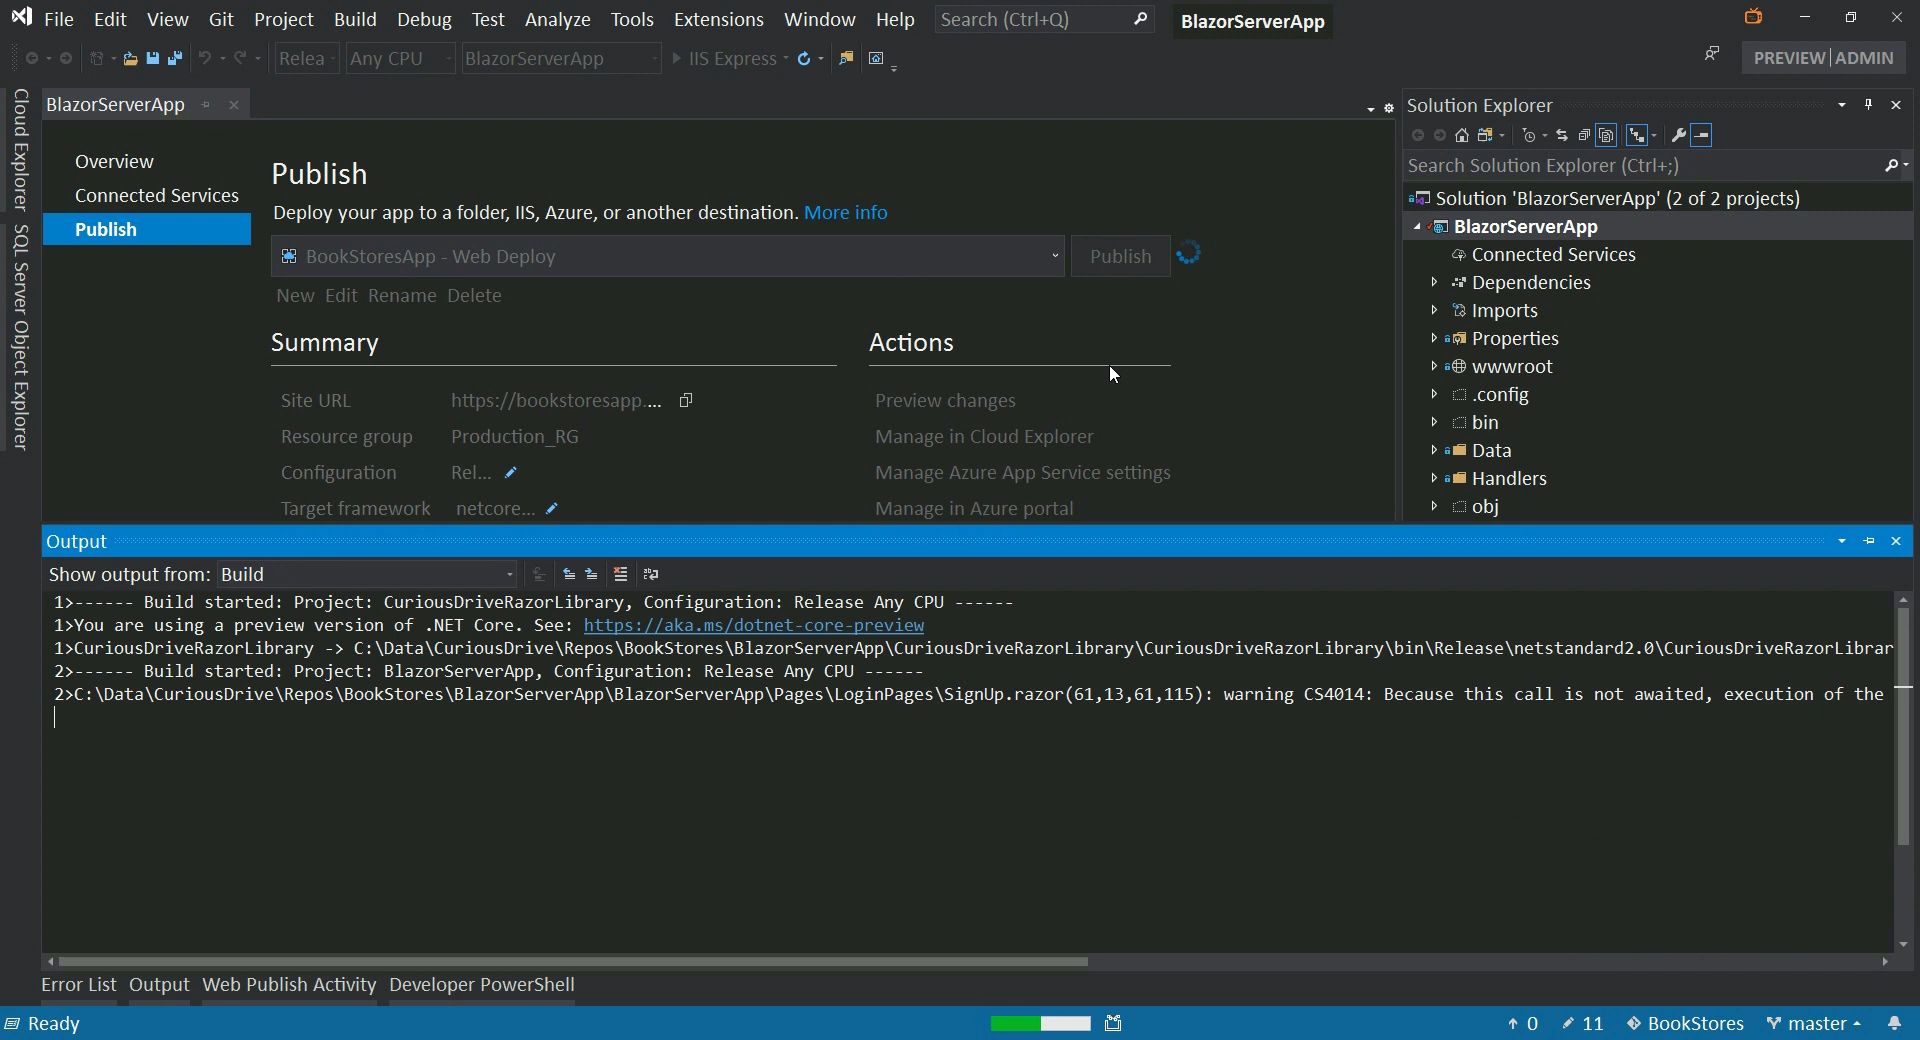 File Edit View Git Project Build Debug Test Analyze Tools Extensions Window Help Search (Ctrl+Q) BlazorServerApp
Relea Any CPU BlazorServerApp IIS Express PREVIEW ADMIN
Cloud Explorer
SQL Server Object Explorer
BlazorServerApp
Overview
Connected Services
Publish
Publish
Deploy your app to a folder, IIS, Azure, or another destination. More info
BookStoresApp - Web Deploy Publish
New Edit Rename Delete
Summary
Site URL https://bookstoresapp....
Resource group Production_RG
Configuration Rel...
Target framework netcore...
Actions
Preview changes
Manage in Cloud Explorer
Manage Azure App Service settings
Manage in Azure portal
Solution Explorer
Search Solution Explorer (Ctrl+;)
Solution 'BlazorServerApp' (2 of 2 projects)
BlazorServerApp
Connected Services
Dependencies
Imports
Properties
wwwroot
.config
bin
Data
Handlers
obj
Output
Show output from: Build
1>------ Build started: Project: CuriousDriveRazorLibrary, Configuration: Release Any CPU ------
1>You are using a preview version of .NET Core. See: https://aka.ms/dotnet-core-preview
1>CuriousDriveRazorLibrary -> C:\Data\CuriousDrive\Repos\BookStores\BlazorServerApp\CuriousDriveRazorLibrary\CuriousDriveRazorLibrary\bin\Release\netstandard2.0\CuriousDriveRazorLibrar
2>------ Build started: Project: BlazorServerApp, Configuration: Release Any CPU ------
2>C:\Data\CuriousDrive\Repos\BookStores\BlazorServerApp\BlazorServerApp\Pages\LoginPages\SignUp.razor(61,13,61,115): warning CS4014: Because this call is not awaited, execution of the
Error List Output Web Publish Activity Developer PowerShell
Ready 0 11 BookStores master